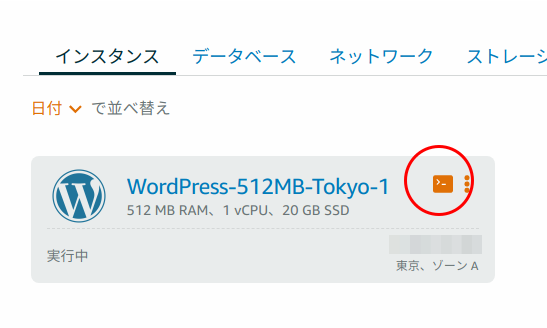 インスタンス データベース ネットワーク ストレージ
日付 で並べ替え
WordPress-512MB-Tokyo-1
512 MB RAM、1 vCPU、20 GB SSD
実行中
東京、ゾーン A